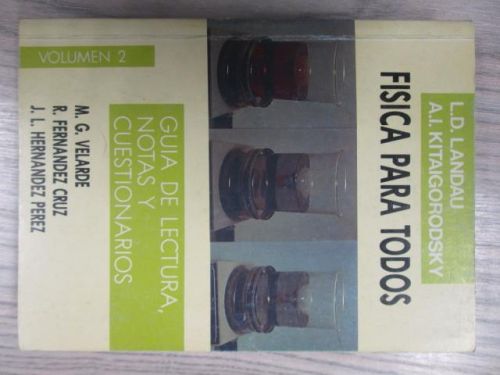 L.D. LANDAU
A.I. KITAIGORODSKY
FISICA PARA TODOS
GUIA DE LECTURA,
NOTAS Y
CUESTIONARIOS
M. G. VELARDE
R. FERNANDEZ CRUZ
J. L. HERNANDEZ PEREZ
VOLUMEN 2